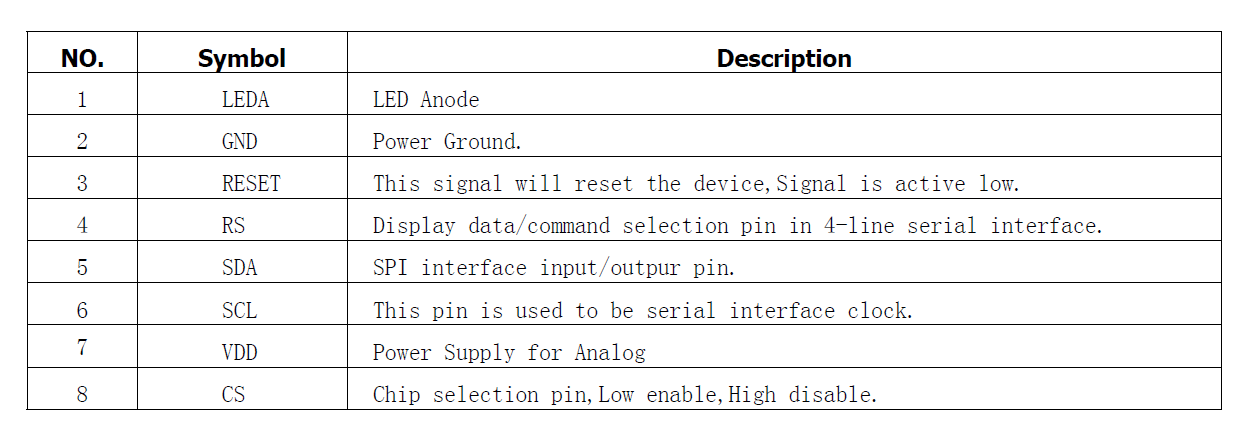 NO. Symbol Description
1 LEDA LED Anode
2 GND Power Ground.
3 RESET This signal will reset the device,Signal is active low.
4 RS Display data/command selection pin in 4-line serial interface.
5 SDA SPI interface input/outpur pin.
6 SCL This pin is used to be serial interface clock.
7 VDD Power Supply for Analog
8 CS Chip selection pin,Low enable,High disable.